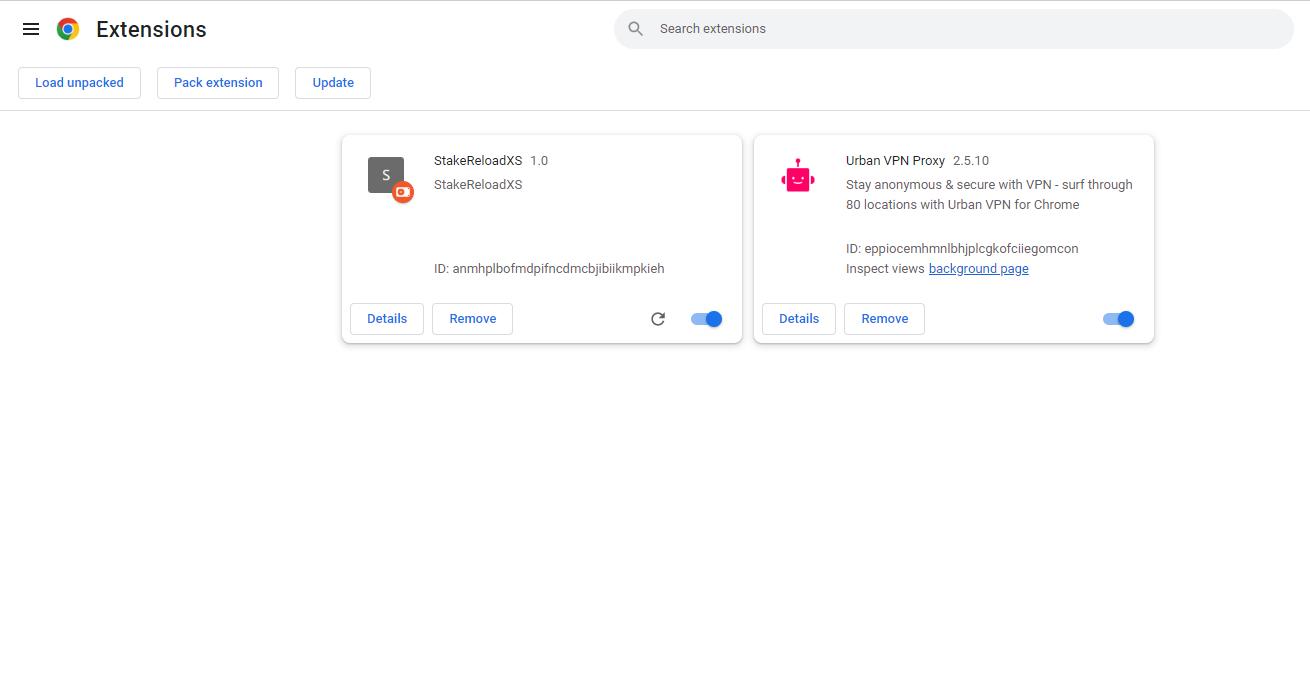 Extensions
Search extensions
Load unpacked
Pack extension
Update
S
StakeReloadXS 1.0
StakeReloadXS
ID: anmhplbofmdpifncdmcbjibiikmpkieh
Details
Remove
Urban VPN Proxy 2.5.10
Stay anonymous & secure with VPN - surf through
80 locations with Urban VPN for Chrome
ID: eppiocemhmnlbhjplcgkofciiegomcon
Inspect views background page
Details
Remove